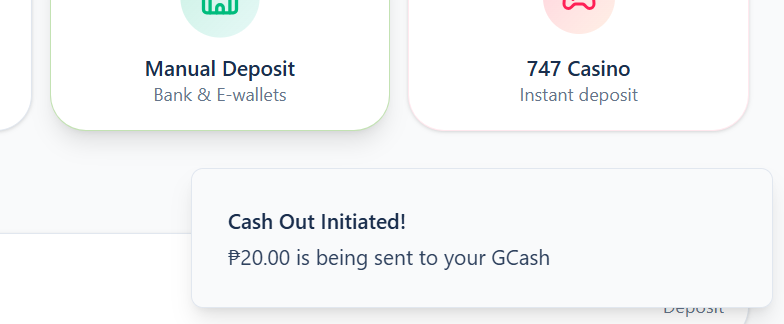 Manual Deposit
Bank & E-wallets
747 Casino
Instant deposit
Cash Out Initiated!
₱20.00 is being sent to your GCash
Deposit